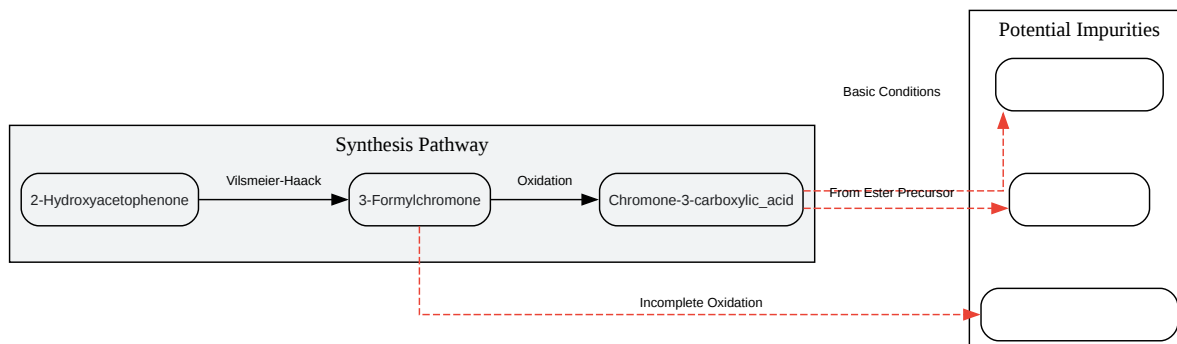 Potential Impurities
Basic Conditions
Synthesis Pathway
2-Hydroxyacetophenone
Vilsmeier-Haack
3-Formylchromone
Oxidation
Chromone-3-carboxylic_acid
From Ester Precursor
Incomplete Oxidation